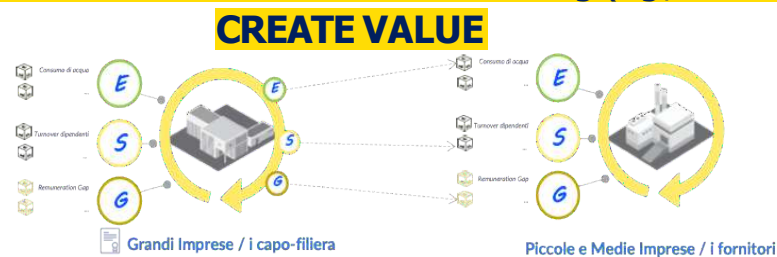 CREATE VALUE
Consumo di acqua
...
E
Turnover dipendenti
...
S
Remuneration Gap
...
G
E
S
G
Grandi Imprese / i capo-filiera
Consumo di acqua
...
E
Turnover dipendenti
...
S
Remuneration Gap
...
G
Piccole e Medie Imprese / i fornitori